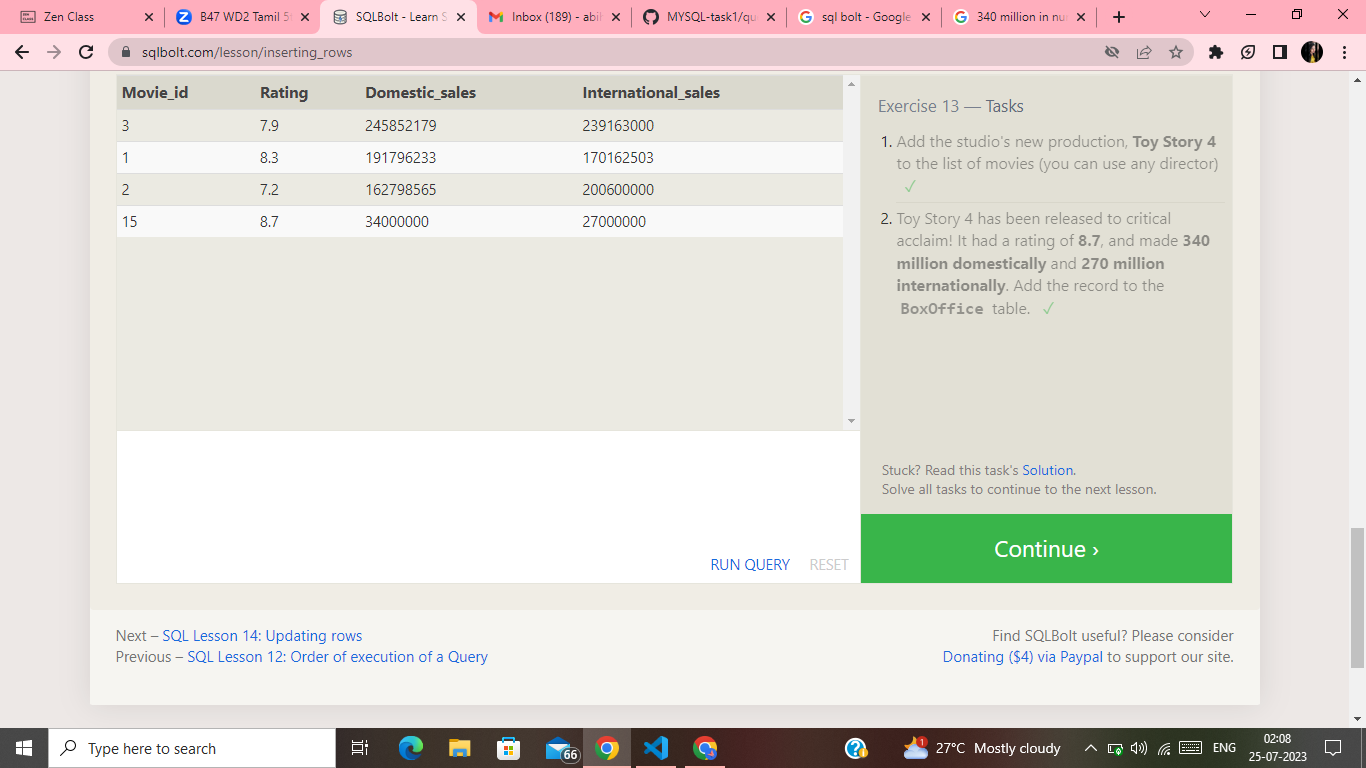 Zen Class
B47 WD2 Tamil 5
SQLBolt - Learn S
Inbox (189) - abi
MYSQL-task1/qu
sql bolt - Google
340 million in nu
sqlbolt.com/lesson/inserting_rows
Movie_id Rating Domestic_sales International_sales
3 7.9 245852179 239163000
1 8.3 191796233 170162503
2 7.2 162798565 200600000
15 8.7 34000000 27000000
Exercise 13 — Tasks
1. Add the studio's new production, Toy Story 4
to the list of movies (you can use any director)
✓
2. Toy Story 4 has been released to critical
acclaim! It had a rating of 8.7, and made 340
million domestically and 270 million
internationally. Add the record to the
BoxOffice table. ✓
Stuck? Read this task's Solution.
Solve all tasks to continue to the next lesson.
RUN QUERY RESET
Continue ›
Next – SQL Lesson 14: Updating rows
Previous – SQL Lesson 12: Order of execution of a Query
Find SQLBolt useful? Please consider
Donating ($4) via Paypal to support our site.
Type here to search
66
1
27°C Mostly cloudy
ENG
02:08
25-07-2023